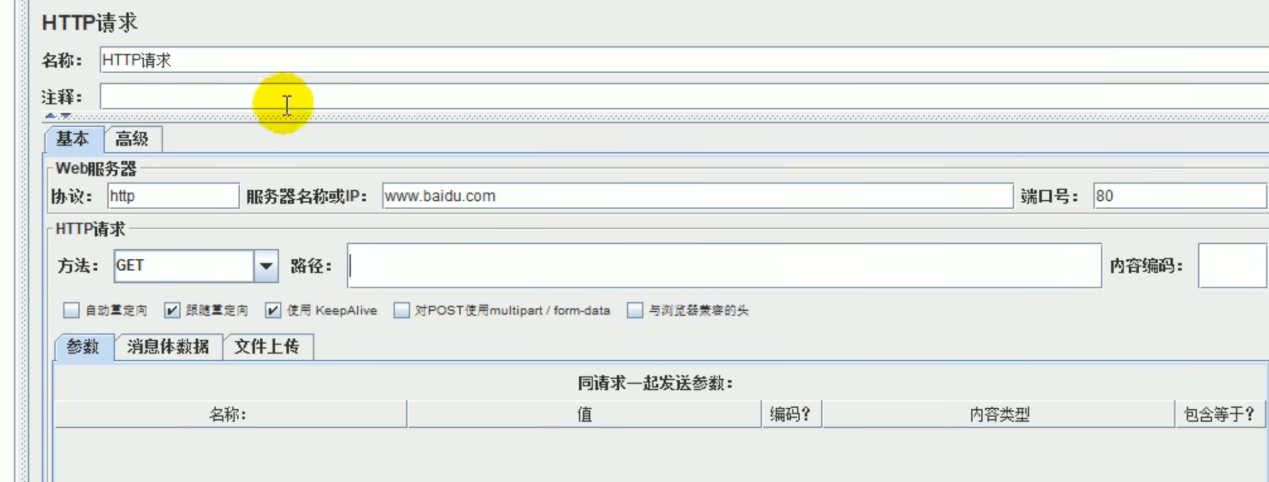 HTTP请求
名称： HTTP请求
注释：
基本 高级
Web服务器
协议： http 服务器名称或IP： www.baidu.com 端口号： 80
HTTP请求
方法： GET 路径： 内容编码：
自动重定向 跟随重定向 使用 KeepAlive 对POST使用multipart / form-data 与浏览器兼容的头
参数 消息体数据 文件上传
同请求一起发送参数：
名称： 值 编码？ 内容类型 包含等于？